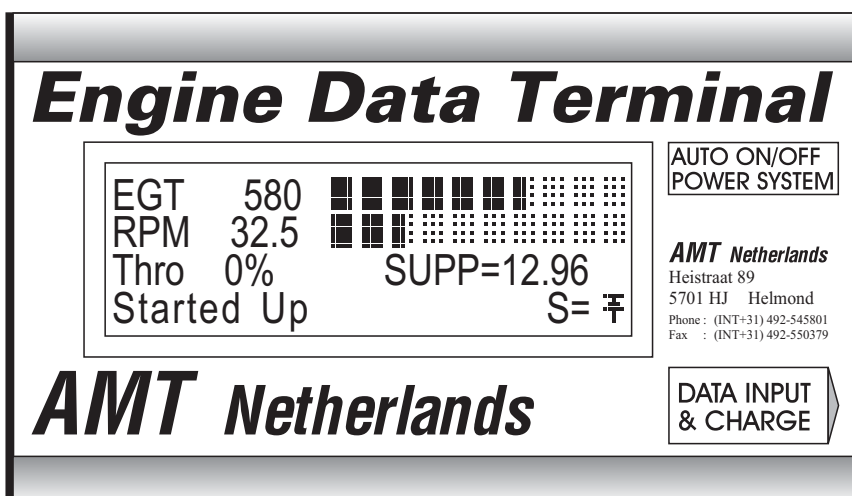 Engine Data Terminal
EGT 580
RPM 32.5
Thro 0% SUPP=12.96
Started Up S=
AUTO ON/OFF
POWER SYSTEM
AMT Netherlands
Heistraat 89
5701 HJ Helmond
Phone : (INT+31) 492-545801
Fax : (INT+31) 492-550379
AMT Netherlands
DATA INPUT
& CHARGE